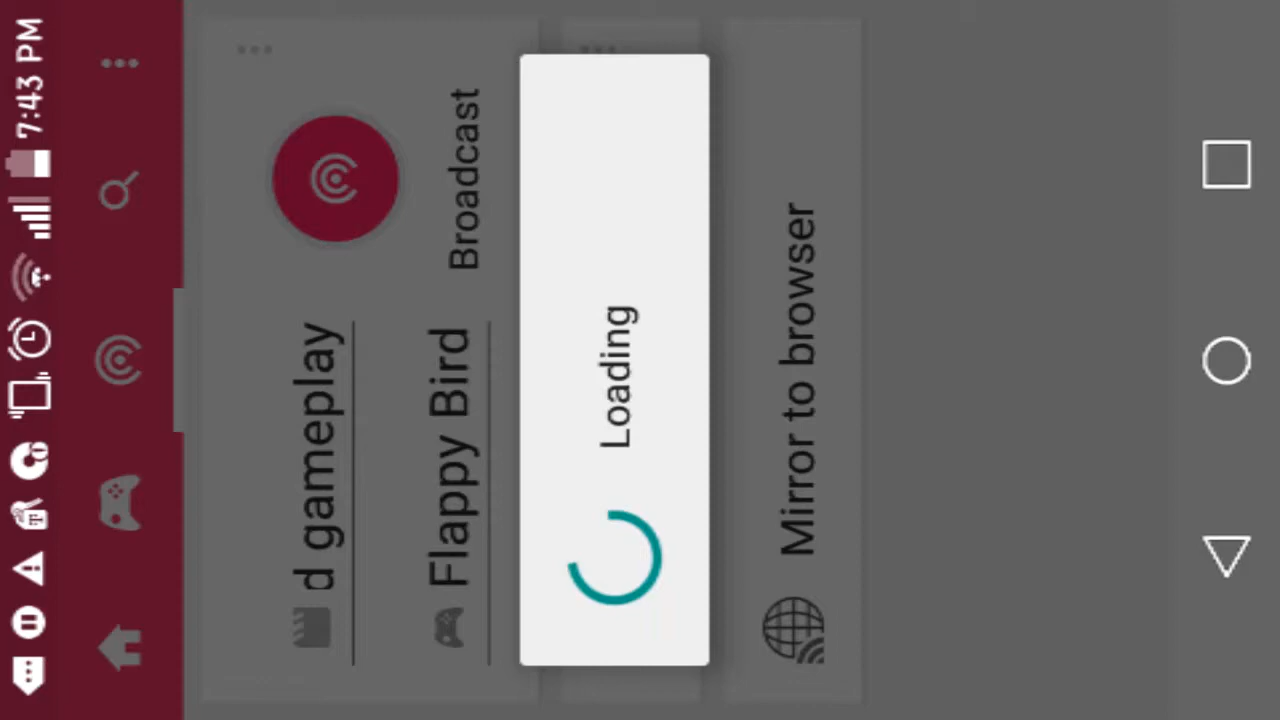 7:43 PM
d gameplay
Flappy Bird
Broadcast
Loading
Mirror to browser